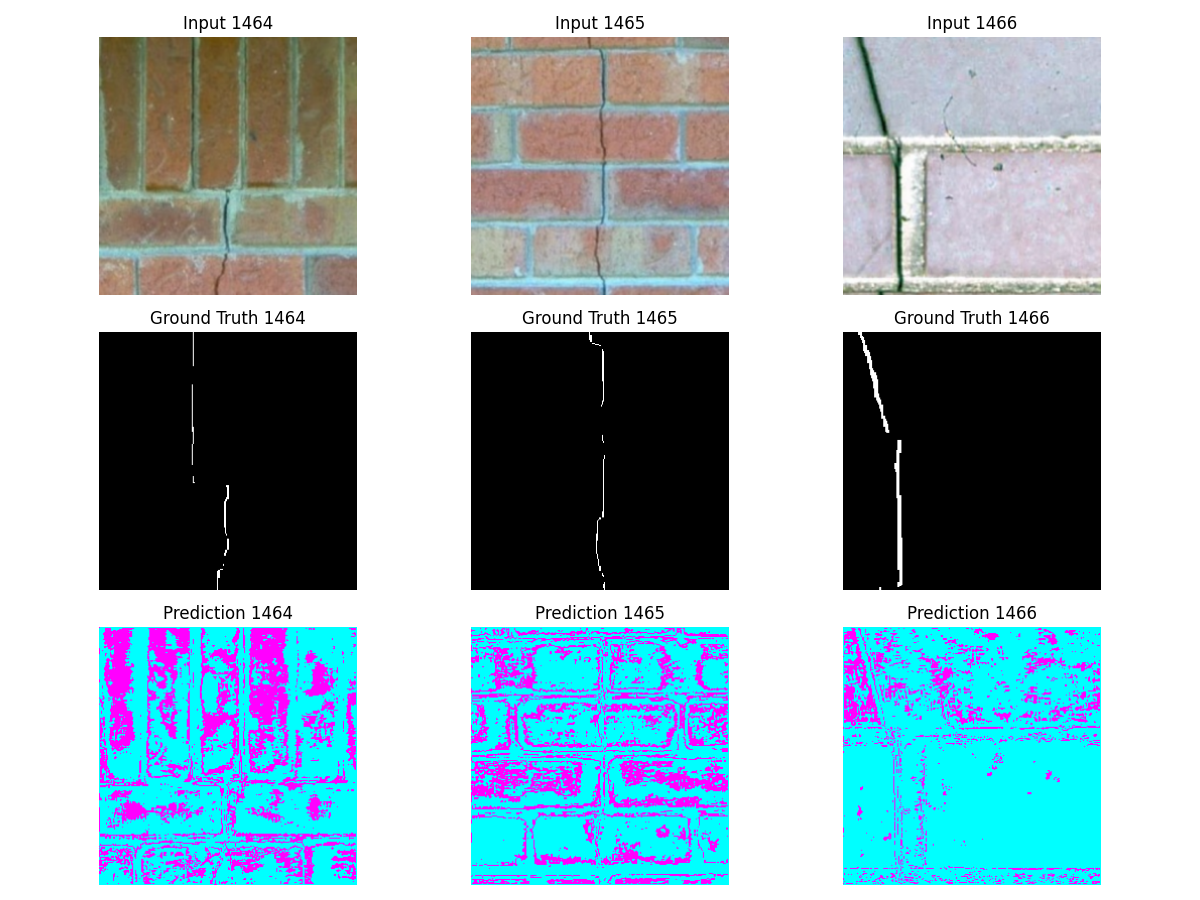 Input 1464
Input 1465
Input 1466
Ground Truth 1464
Ground Truth 1465
Ground Truth 1466
Prediction 1464
Prediction 1465
Prediction 1466